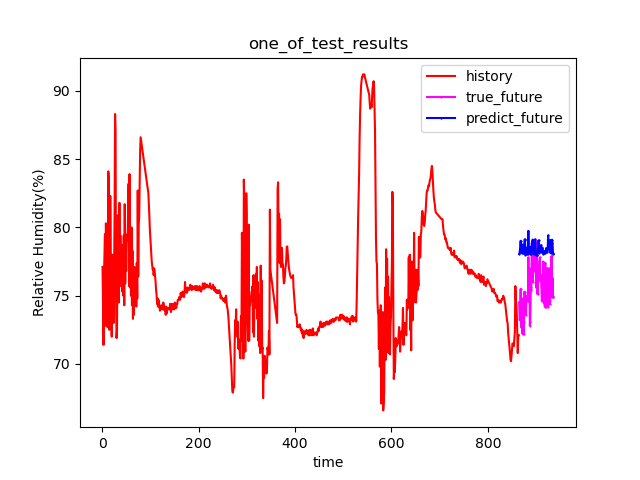 one_of_test_results
history
true_future
predict_future
Relative Humidity(%)
90
85
80
75
70
0 200 400 600 800
time